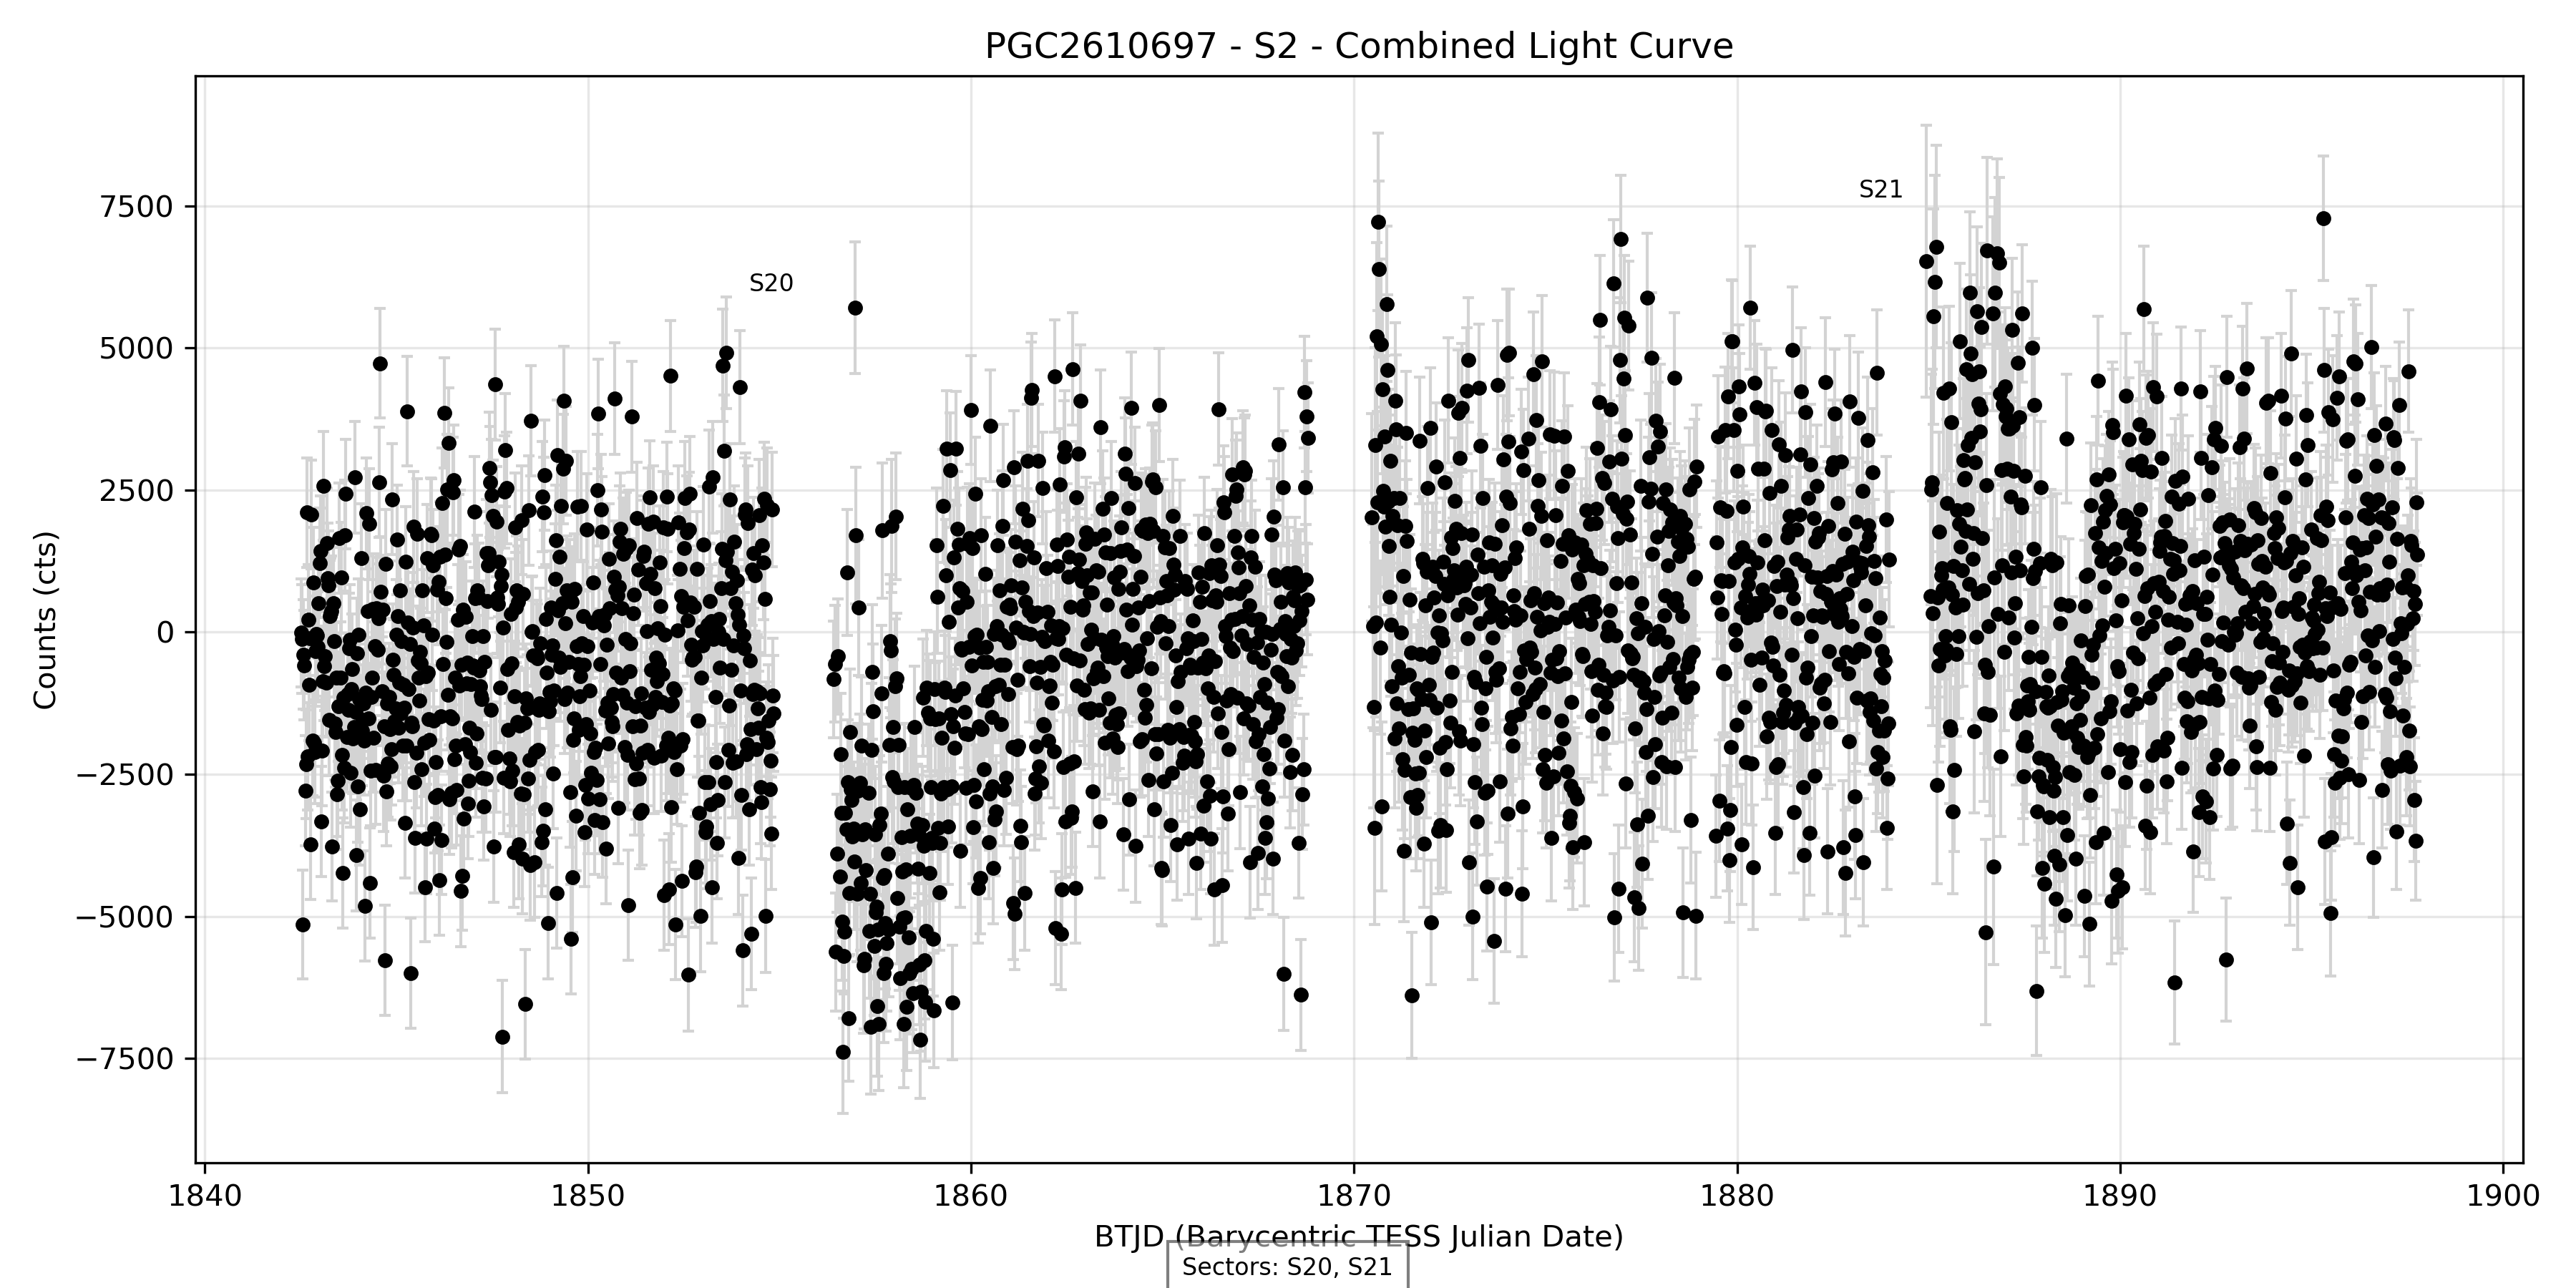 PGC2610697 - S2 - Combined Light Curve
S21
7500
S20
5000
2500
0
−2500
−5000
−7500
Counts (cts)
1840 1850 1860 1870 1880 1890 1900
BTJD (Barycentric TESS Julian Date)
Sectors: S20, S21